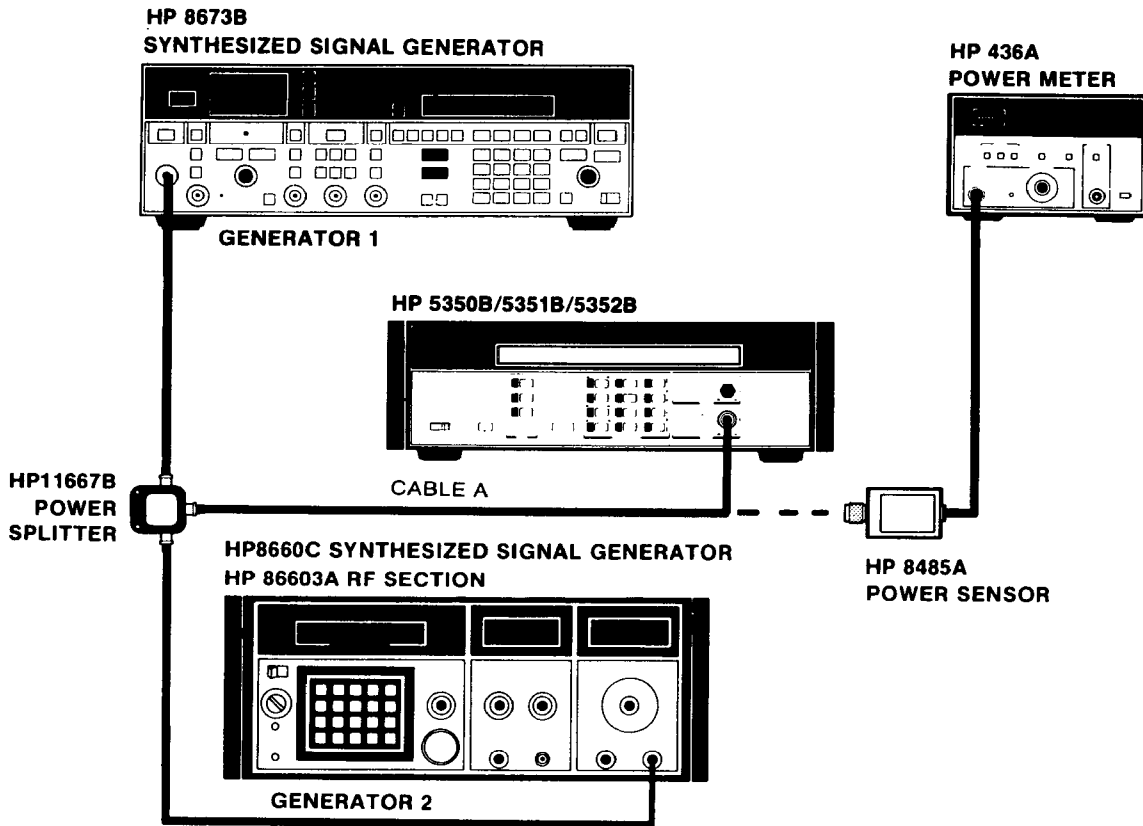 HP 8673B
SYNTHESIZED SIGNAL GENERATOR
HP 436A
POWER METER
GENERATOR 1
HP 5350B/5351B/5352B
HP11667B
POWER
SPLITTER
CABLE A
HP8660C SYNTHESIZED SIGNAL GENERATOR
HP 86603A RF SECTION
HP 8485A
POWER SENSOR
GENERATOR 2